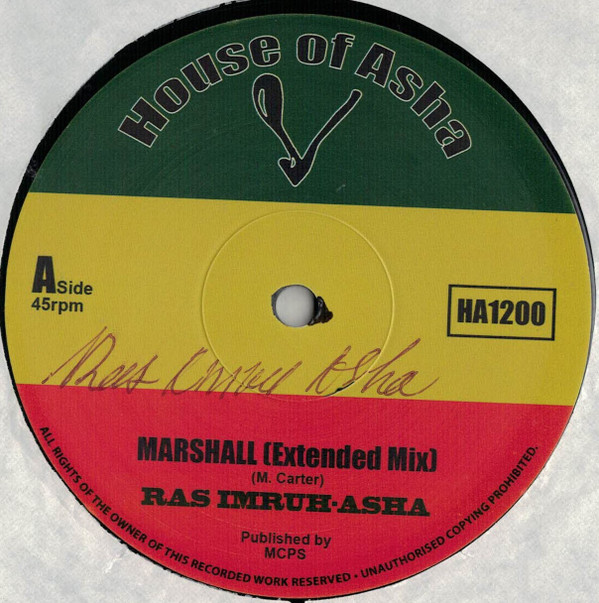 House of Asha
A Side
45rpm
HA1200
Ras Imruh Asha
MARSHALL (Extended Mix)
(M. Carter)
RAS IMRUH-ASHA
Published by
MCPS
ALL RIGHTS OF THE OWNER OF THIS RECORDED WORK RESERVED • UNAUTHORISED COPYING PROHIBITED.